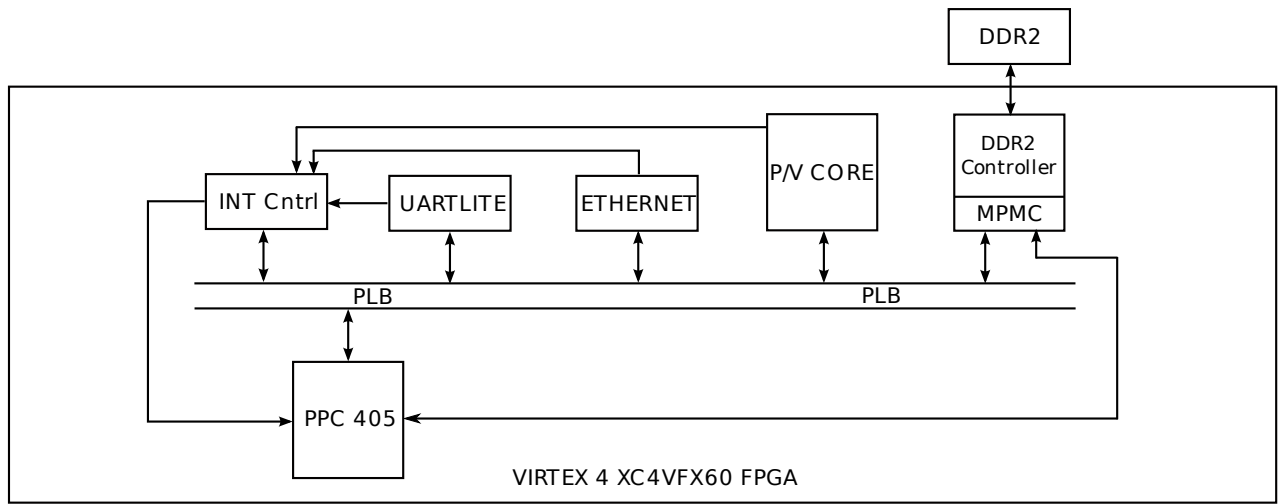 DDR2
DDR2
Controller
MPMC
P/V CORE
INT Cntrl
UARTLITE
ETHERNET
PLB
PLB
PPC 405
VIRTEX 4 XC4VFX60 FPGA